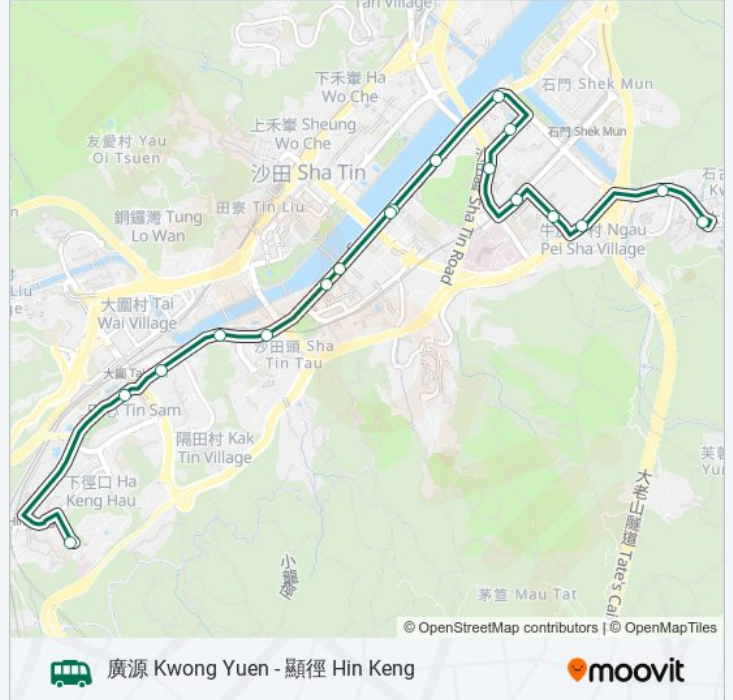 Tan Village
下禾輋 Ha
Wo Che
石門 Shek Mun
上禾輋 Sheung
Wo Che
石門 Shek Mun
友愛村 Yau
Oi Tsuen
沙田 Sha Tin
田寮 Tin Liu
銅鑼灣 Tung
Lo Wan
Sha Tin Road
Ngau
Pei Sha Village
Liu
大圍村 Tai
Wai Village
沙田頭 Sha
Tin Tau
大圍
Tin Sam
隔田村 Kak
Tin Village
下徑口 Ha
Keng Hau
大老山隧道 Tate's Cai
茅笪 Mau Tat
© OpenStreetMap contributors | © OpenMapTiles
廣源 Kwong Yuen - 顯徑 Hin Keng
moovit